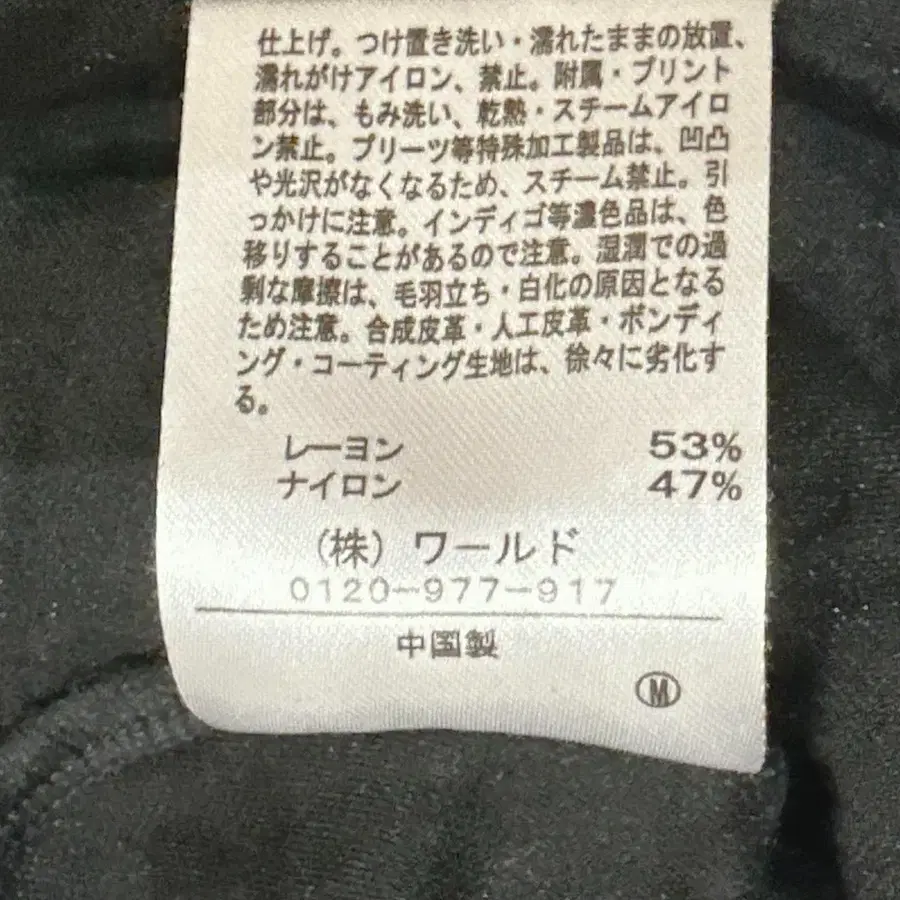 仕上げ。つけ置き洗い・濡れたままの放置、
濡れがけアイロン、禁止。附属・プリント
部分は、もみ洗い、乾熱・スチームアイロ
ン禁止。プリーツ等特殊加工製品は、凹凸
や光沢がなくなるため、スチーム禁止。引
っかけに注意。インディゴ等濃色品は、色
移りすることがあるので注意。湿潤での過
剰な摩擦は、毛羽立ち・白化の原因となる
ため注意。合成皮革・人工皮革・ボンディ
ング・コーティング生地は、徐々に劣化す
る。
レーヨン 53%
ナイロン 47%
(株)ワールド
0120-977-917
中国製
Ⓜ